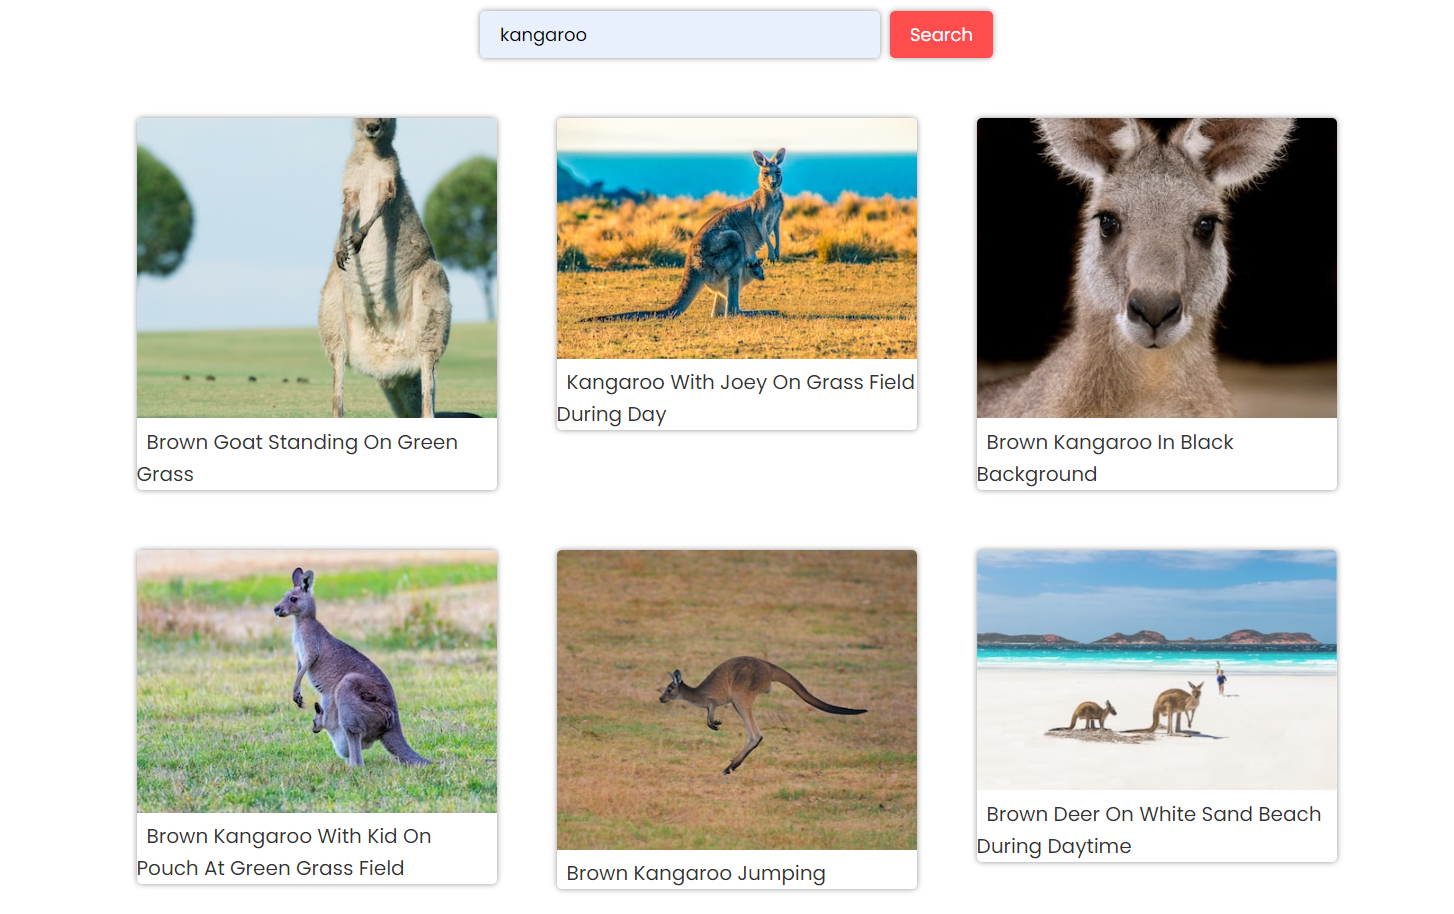 kangaroo
Search
Brown Goat Standing On Green
Grass
Kangaroo With Joey On Grass Field
During Day
Brown Kangaroo In Black
Background
Brown Kangaroo With Kid On
Pouch At Green Grass Field
Brown Kangaroo Jumping
Brown Deer On White Sand Beach
During Daytime